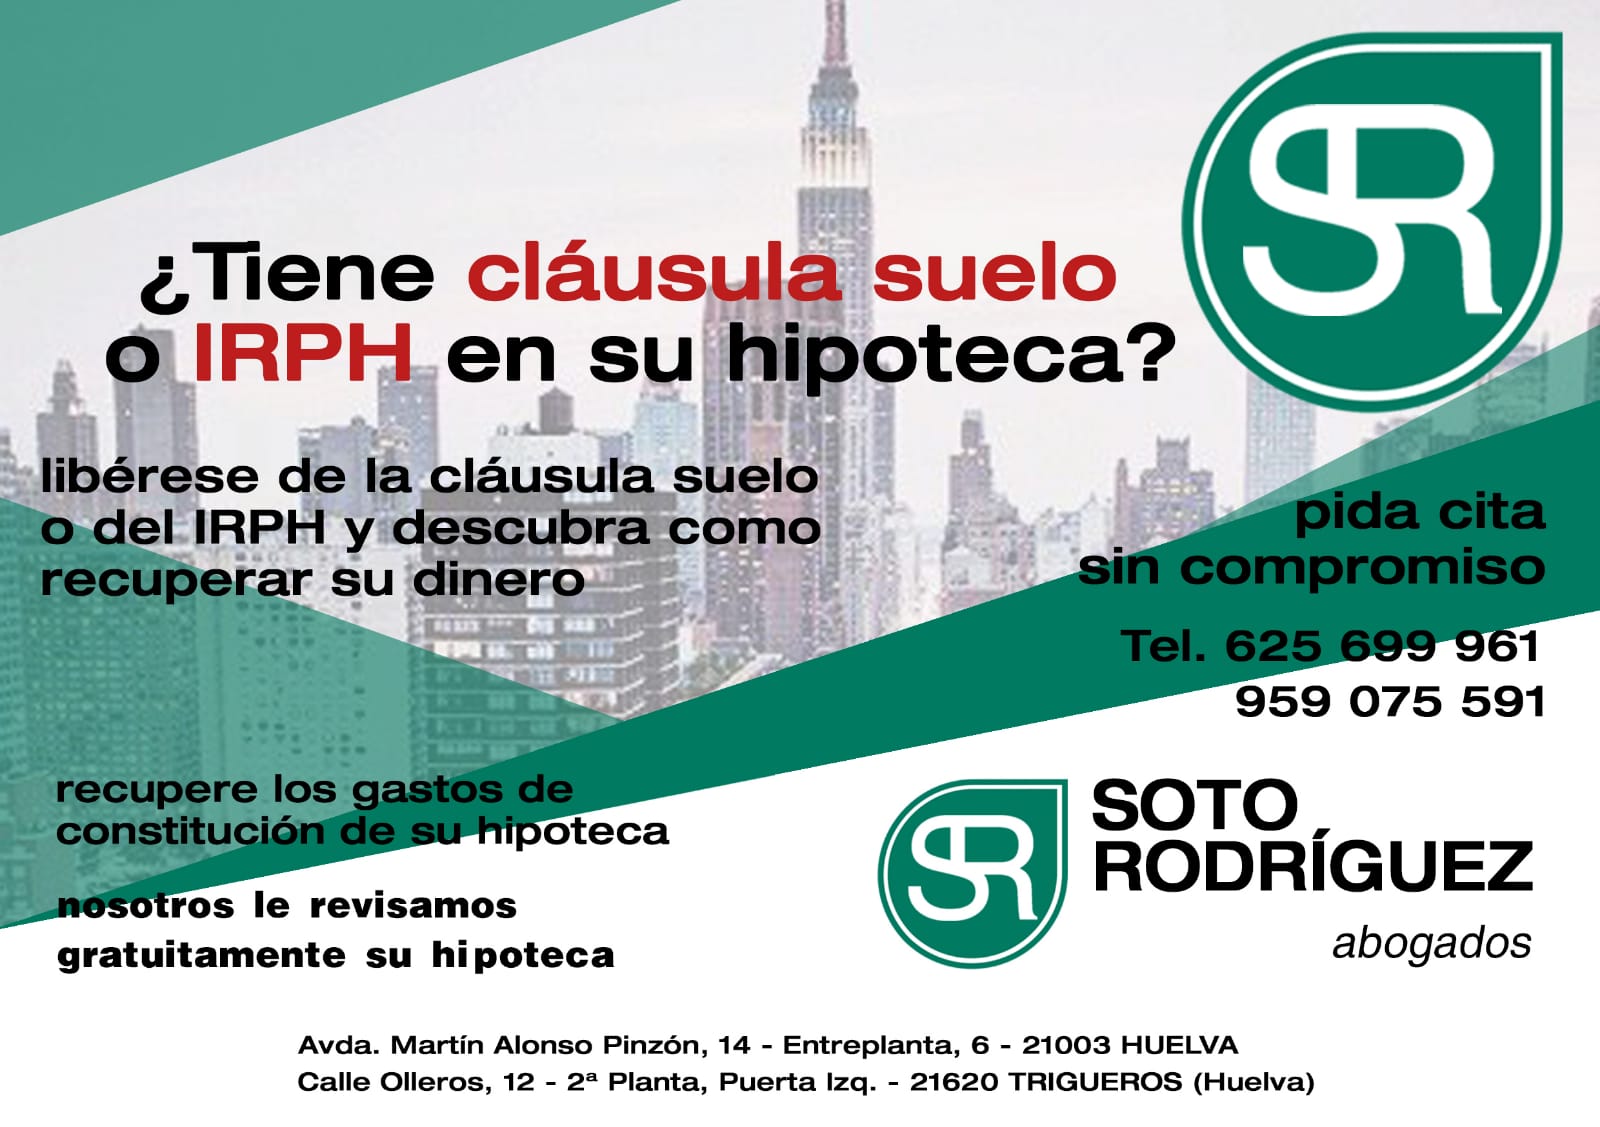 SR
¿Tiene cláusula suelo
o IRPH en su hipoteca?
libérese de la cláusula suelo
o del IRPH y descubra como
recuperar su dinero
pida cita
sin compromiso
Tel. 625 699 961
959 075 591
recupere los gastos de
constitución de su hipoteca
nosotros le revisamos
gratuitamente su hipoteca
SR
SOTO
RODRÍGUEZ
abogados
Avda. Martín Alonso Pinzón, 14 - Entreplanta, 6 - 21003 HUELVA
Calle Olleros, 12 - 2ª Planta, Puerta Izq. - 21620 TRIGUEROS (Huelva)